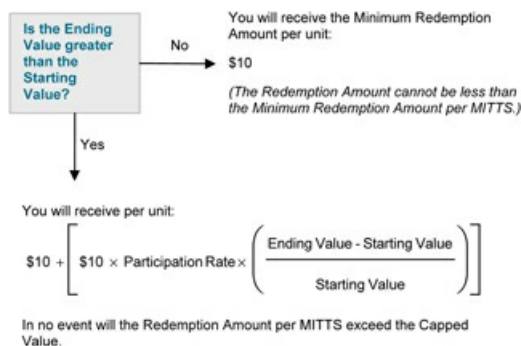 Is the Ending
Value greater
than the
Starting
Value?
No
You will receive the Minimum Redemption
Amount per unit:
$10
(The Redemption Amount cannot be less than
the Minimum Redemption Amount per MITTS.)
Yes
You will receive per unit:
$10 + [ $10 × Participation Rate × ( Ending Value - Starting Value
Starting Value ) ]
In no event will the Redemption Amount per MITTS exceed the Capped
Value.